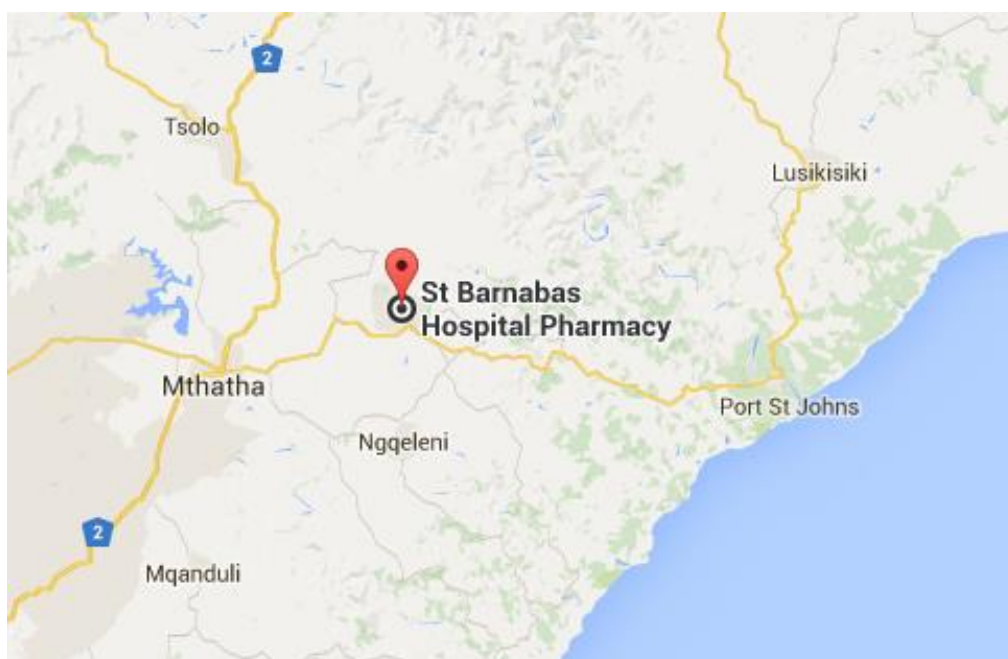 2
Tsolo
Lusikisiki
St Barnabas
Hospital Pharmacy
Mthatha
Port St Johns
Ngqeleni
2
Mqanduli